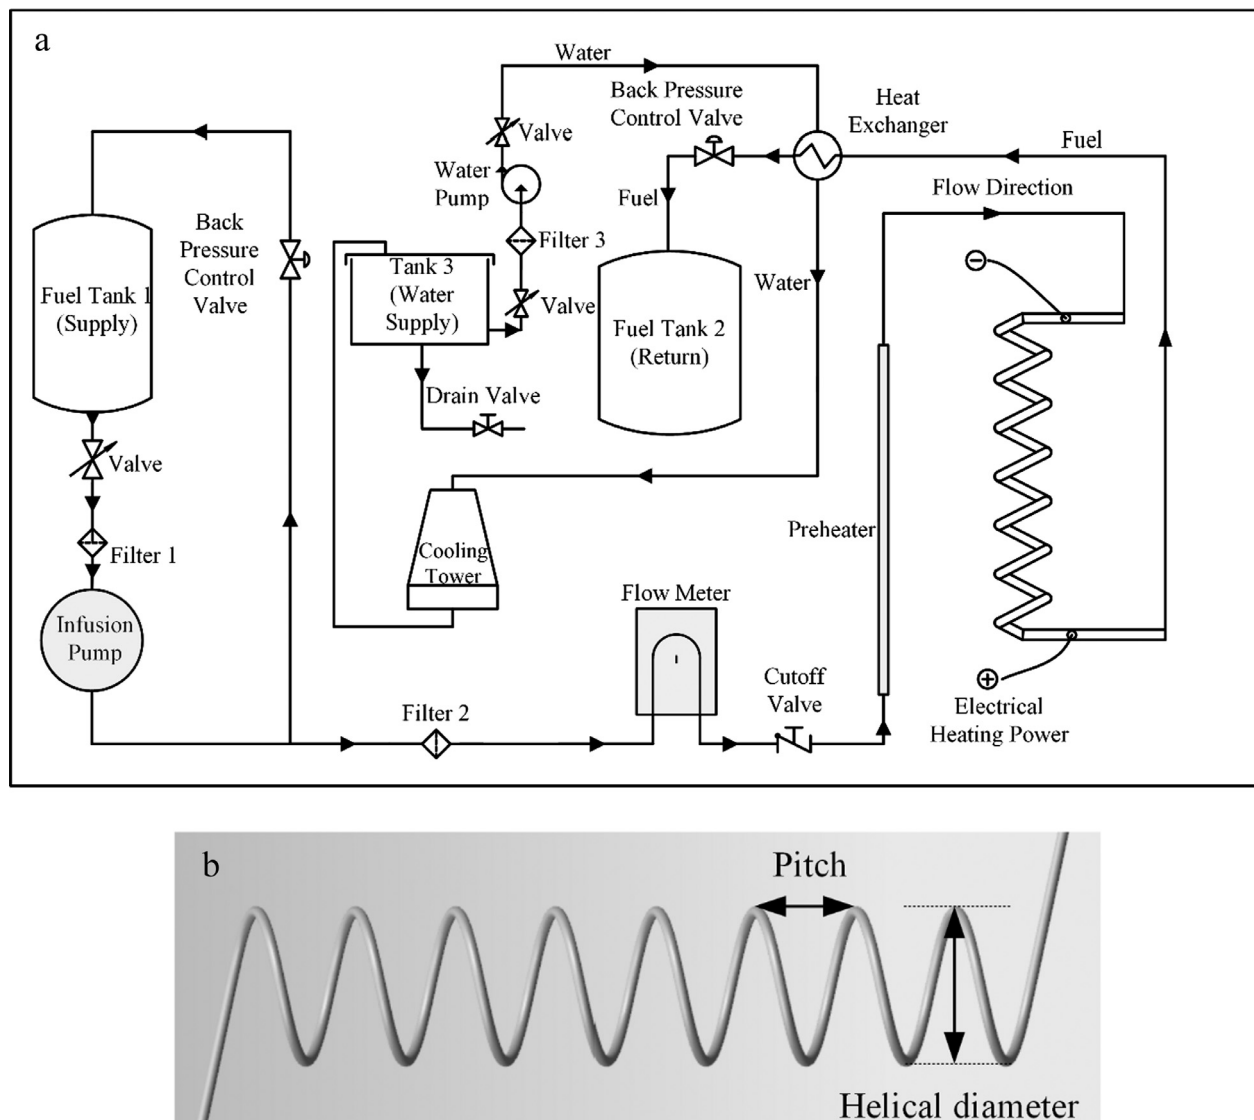 a
Water
Back Pressure
Control Valve
Heat
Exchanger
Valve
Fuel
Water
Pump
Flow Direction
Fuel
Back
Pressure
Control
Valve
Filter 3
Fuel Tank 1
(Supply)
Tank 3
(Water
Supply)
Water
Valve
Fuel Tank 2
(Return)
Drain Valve
Valve
Preheater
Filter 1
Cooling
Tower
Flow Meter
Infusion
Pump
Cutoff
Valve
Filter 2
Electrical
Heating Power
b
Pitch
Helical diameter